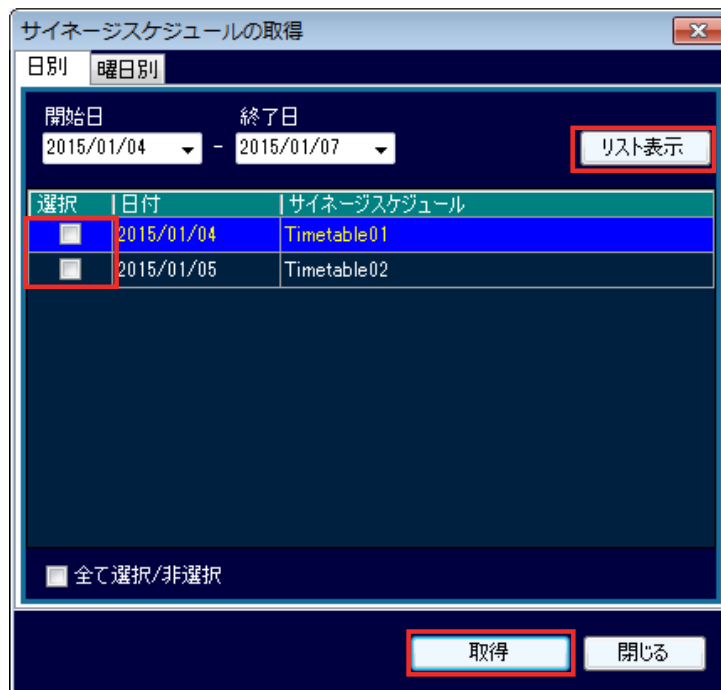 サイネージスケジュールの取得
日別 曜日別
開始日 終了日
2015/01/04 - 2015/01/07 リスト表示
選択 日付 サイネージスケジュール
2015/01/04 Timetable01
2015/01/05 Timetable02
全て選択/非選択
取得 閉じる